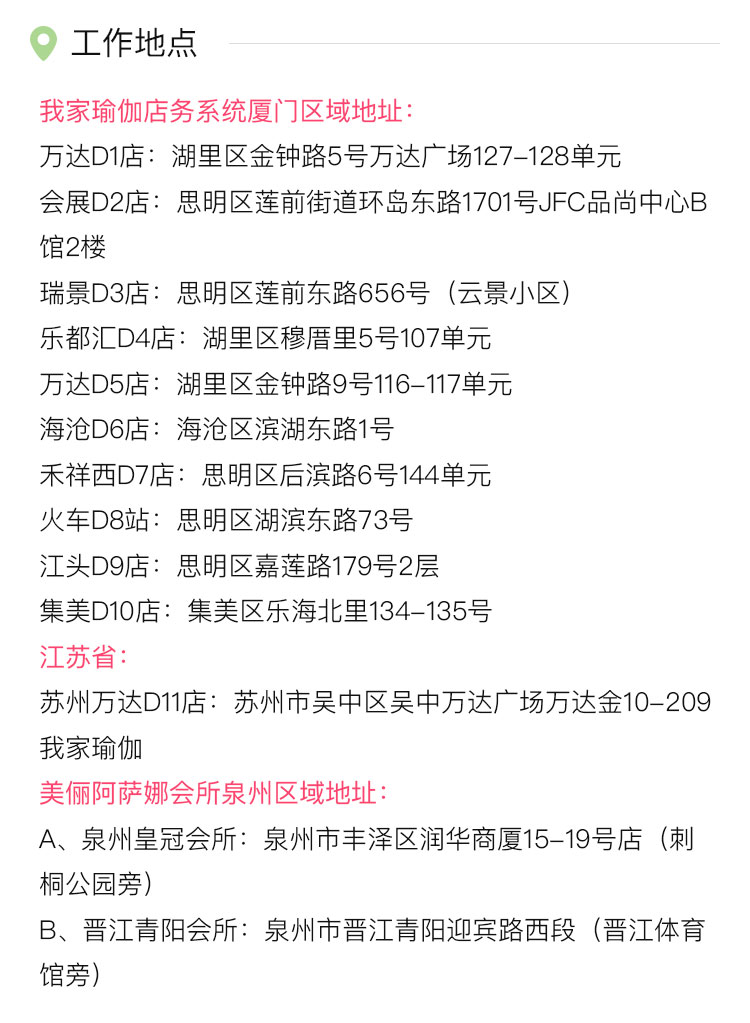 工作地点
我家瑜伽店务系统厦门区域地址：
万达D1店：湖里区金钟路5号万达广场127-128单元
会展D2店：思明区莲前街道环岛东路1701号JFC品尚中心B
馆2楼
瑞景D3店：思明区莲前东路656号（云景小区）
乐都汇D4店：湖里区穆厝里5号107单元
万达D5店：湖里区金钟路9号116-117单元
海沧D6店：海沧区滨湖东路1号
禾祥西D7店：思明区后滨路6号144单元
火车D8站：思明区湖滨东路73号
江头D9店：思明区嘉莲路179号2层
集美D10店：集美区乐海北里134-135号
江苏省：
苏州万达D11店：苏州市吴中区吴中万达广场万达金10-209
我家瑜伽
美俪阿萨娜会所泉州区域地址：
A、泉州皇冠会所：泉州市丰泽区润华商厦15-19号店（刺
桐公园旁）
B、晋江青阳会所：泉州市晋江青阳迎宾路西段（晋江体育
馆旁）